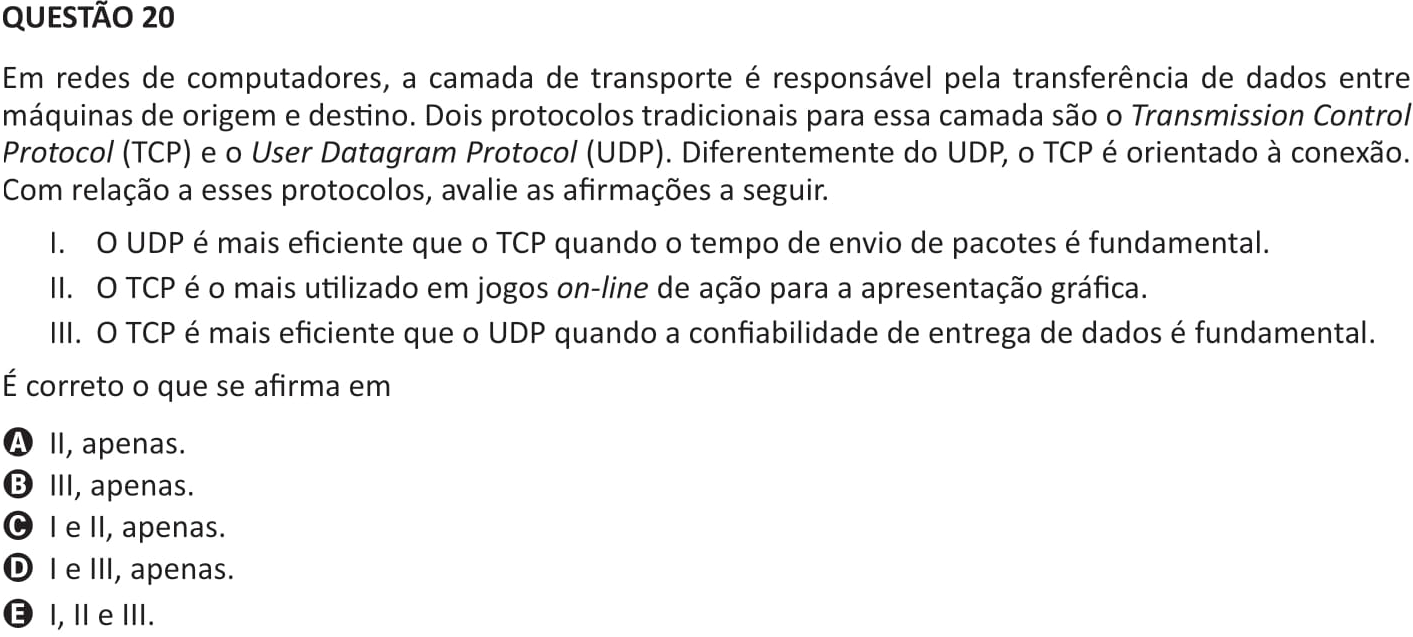 QUESTÃO 20
Em redes de computadores, a camada de transporte é responsável pela transferência de dados entre
máquinas de origem e destino. Dois protocolos tradicionais para essa camada são o Transmission Control
Protocol (TCP) e o User Datagram Protocol (UDP). Diferentemente do UDP, o TCP é orientado à conexão.
Com relação a esses protocolos, avalie as afirmações a seguir.
I. O UDP é mais eficiente que o TCP quando o tempo de envio de pacotes é fundamental.
II. O TCP é o mais utilizado em jogos on-line de ação para a apresentação gráfica.
III. O TCP é mais eficiente que o UDP quando a confiabilidade de entrega de dados é fundamental.
É correto o que se afirma em
A II, apenas.
B III, apenas.
C I e II, apenas.
D I e III, apenas.
E I, II e III.